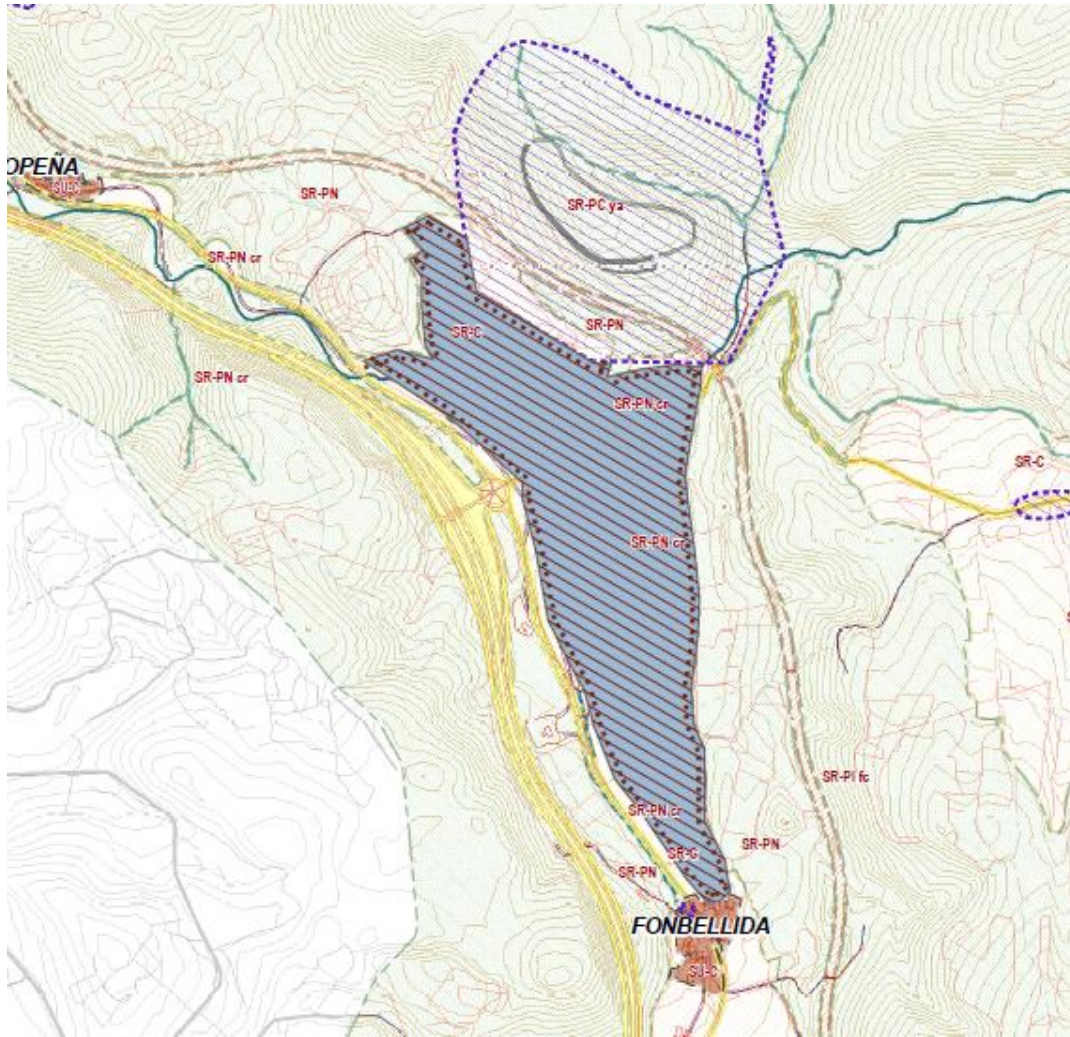 OPEÑA
SU-C
SR-PN
SR-PC ya
SR-PN cr
SR-PN
SR-C
SR-PN cr
SR-PN cr
SR-C
SR-PN cr
SR-PI fc
SR-PN cr
SR-PN
SR-C
SR-PN
FONBELLIDA
SU-C